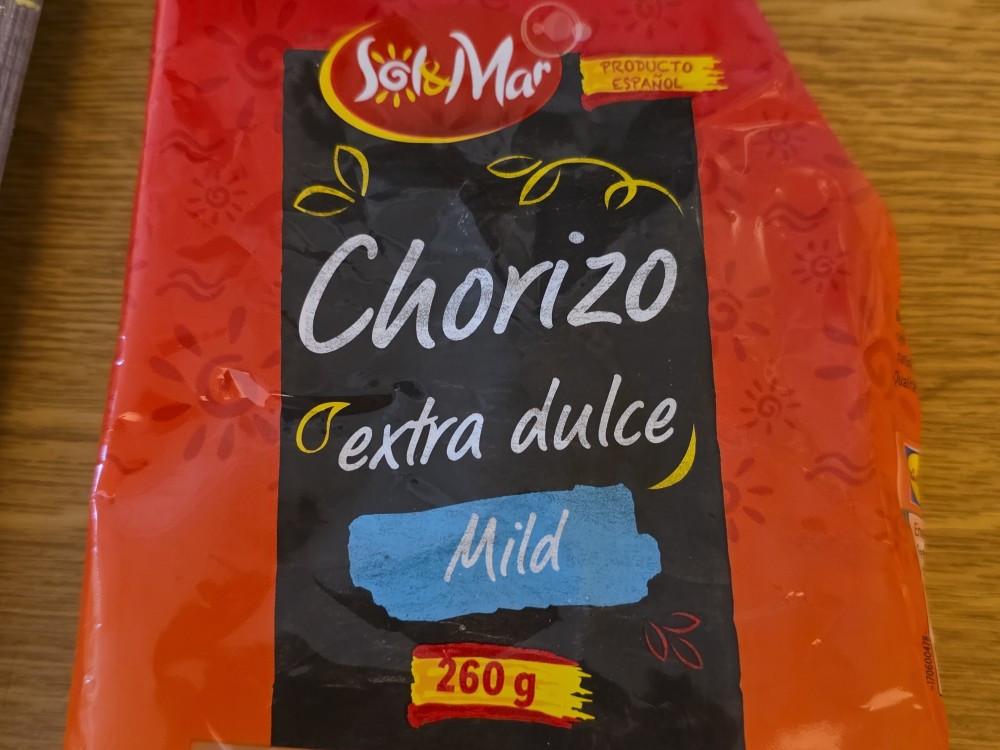 Sol&Mar
PRODUCTO
ESPAÑOL
Chorizo
extra dulce
Mild
260 g